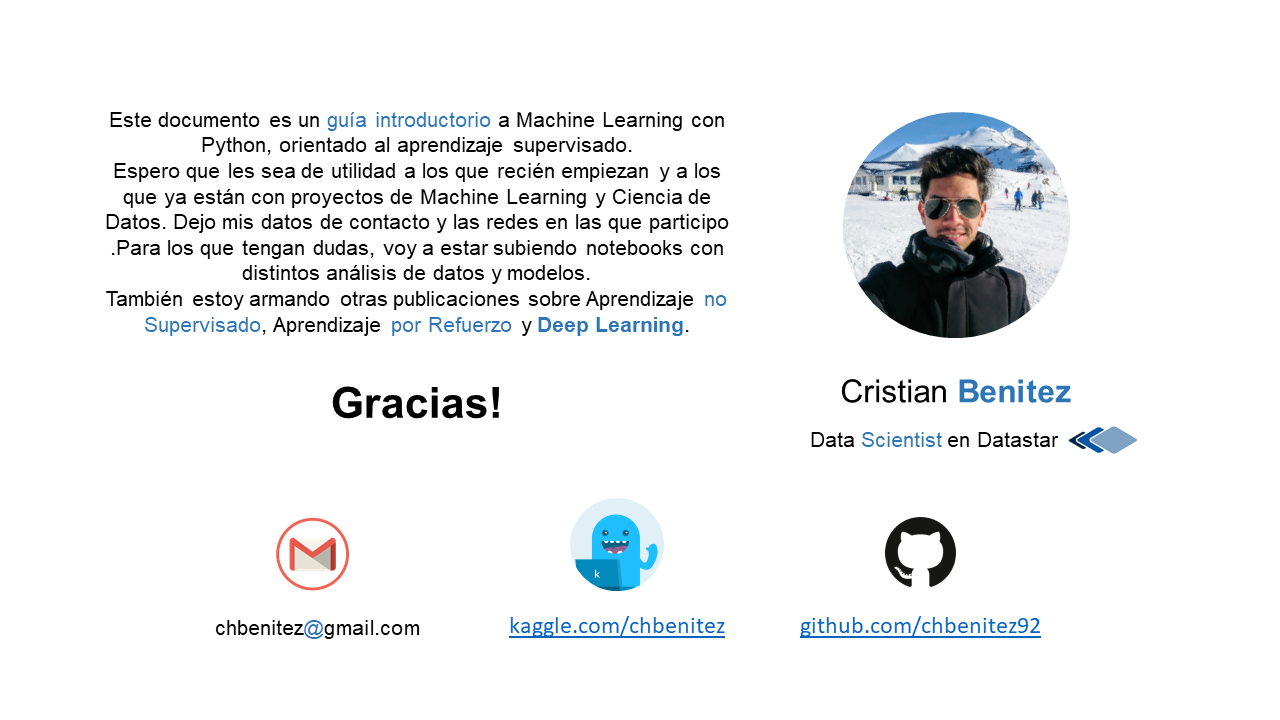 Este documento es un guía introductorio a Machine Learning con
Python, orientado al aprendizaje supervisado.
Espero que les sea de utilidad a los que recién empiezan y a los
que ya están con proyectos de Machine Learning y Ciencia de
Datos. Dejo mis datos de contacto y las redes en las que participo
.Para los que tengan dudas, voy a estar subiendo notebooks con
distintos análisis de datos y modelos.
También estoy armando otras publicaciones sobre Aprendizaje no
Supervisado, Aprendizaje por Refuerzo y Deep Learning.
Gracias!
Cristian Benitez
Data Scientist en Datastar
k
chbenitez@gmail.com
kaggle.com/chbenitez
github.com/chbenitez92